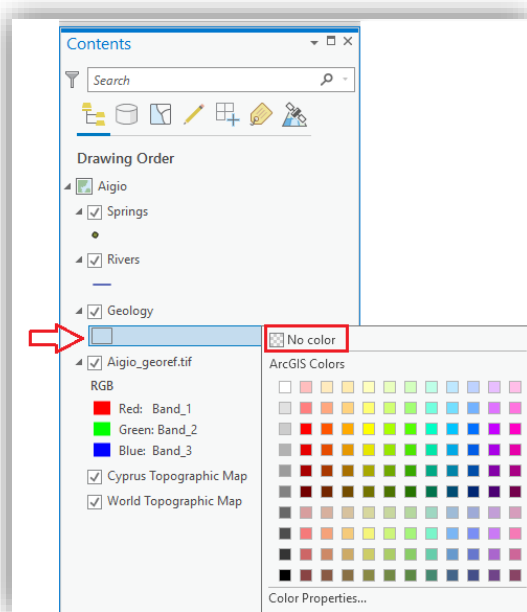 Contents
Search
Drawing Order
Aigio
Springs
Rivers
Geology
No color
ArcGIS Colors
Aigio_georef.tif
RGB
Red: Band_1
Green: Band_2
Blue: Band_3
Cyprus Topographic Map
World Topographic Map
Color Properties...